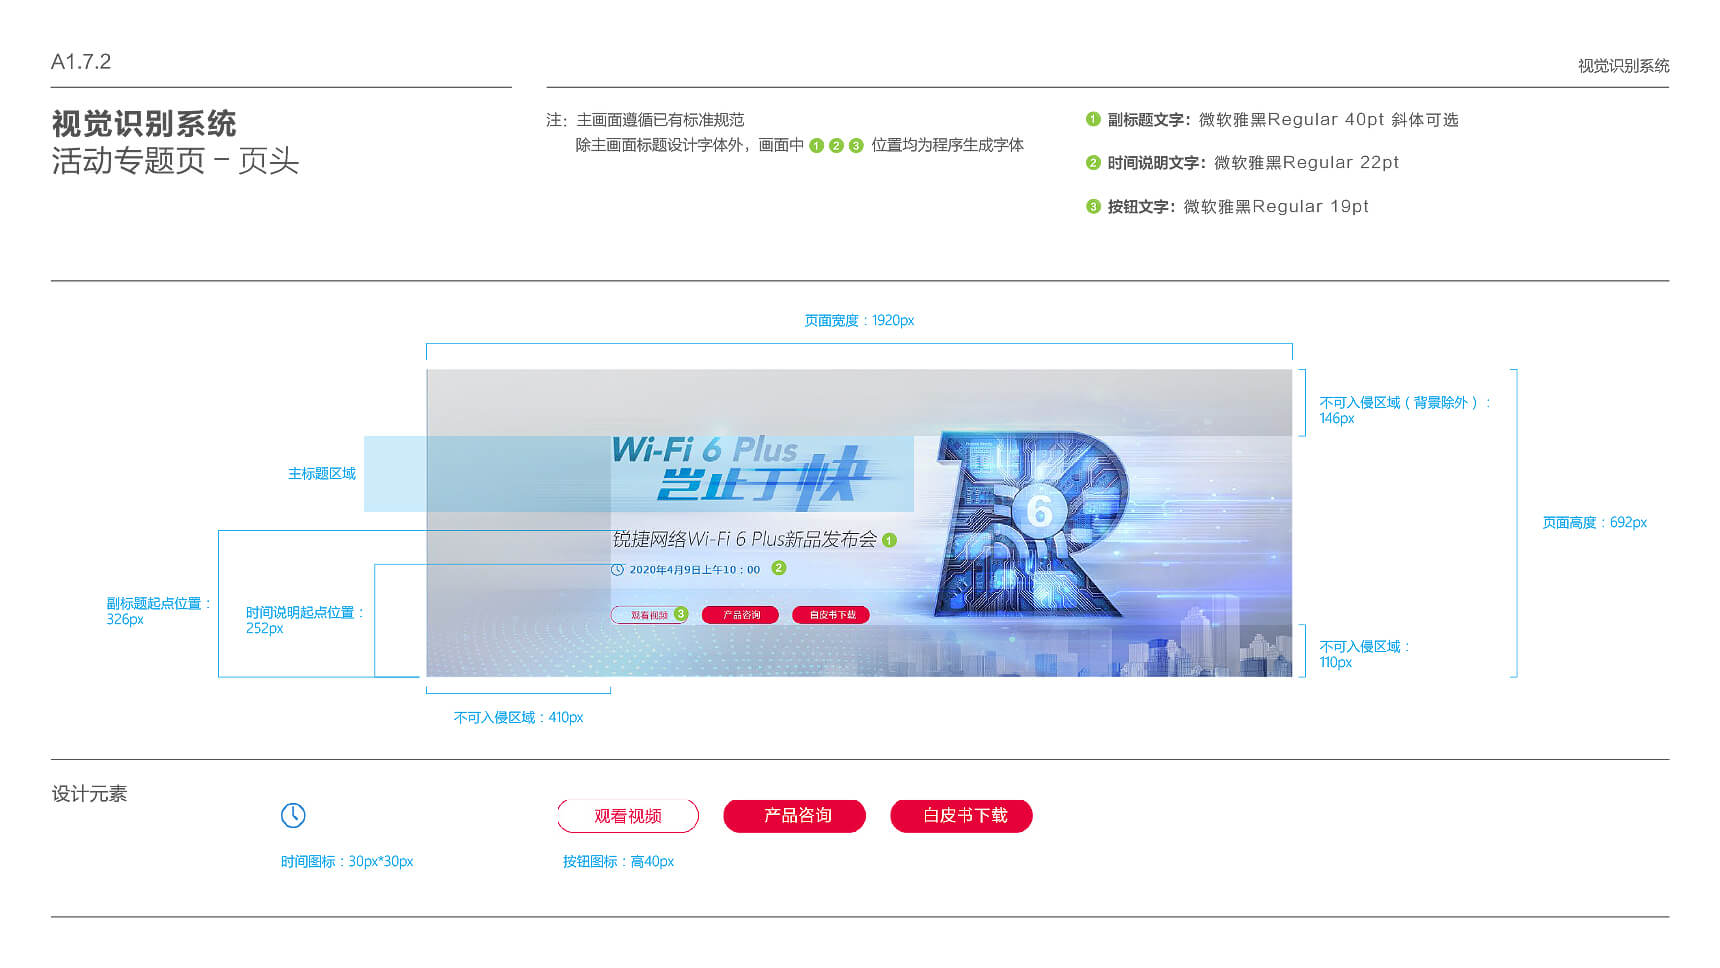 A1.7.2
视觉识别系统
视觉识别系统
活动专题页 – 页头
注：主画面遵循已有标准规范
除主画面标题设计字体外，画面中 1 2 3 位置均为程序生成字体
1 副标题文字：微软雅黑Regular 40pt 斜体可选
2 时间说明文字：微软雅黑Regular 22pt
3 按钮文字：微软雅黑Regular 19pt
页面宽度：1920px
不可入侵区域（背景除外）：
146px
主标题区域
Wi-Fi 6 Plus
岂止于快
6
页面高度：692px
锐捷网络Wi-Fi 6 Plus新品发布会 1
2020年4月9日上午10：00 2
副标题起点位置：
326px
时间说明起点位置：
252px
观看视频 3 产品咨询 白皮书下载
不可入侵区域：
110px
不可入侵区域：410px
设计元素
观看视频 产品咨询 白皮书下载
时间图标：30px*30px
按钮图标：高40px